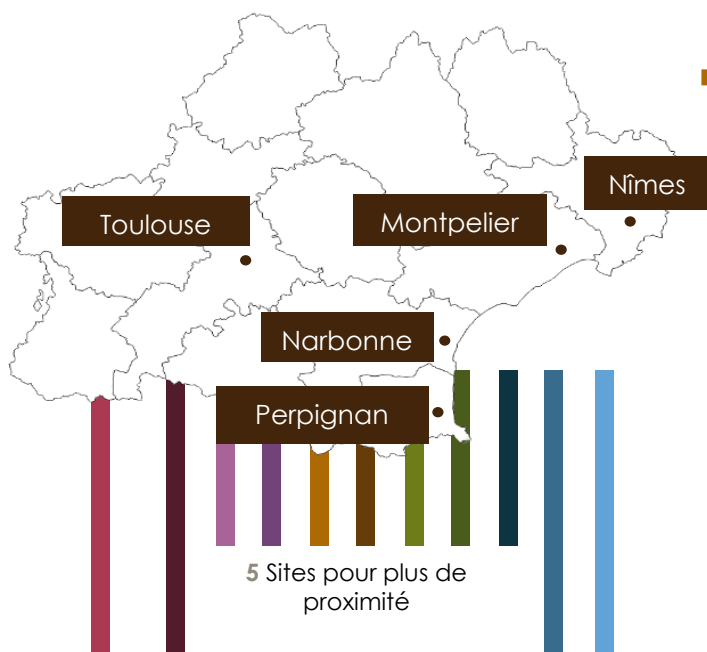 Nîmes
Toulouse
Montpelier
Narbonne
Perpignan
5 Sites pour plus de
proximité